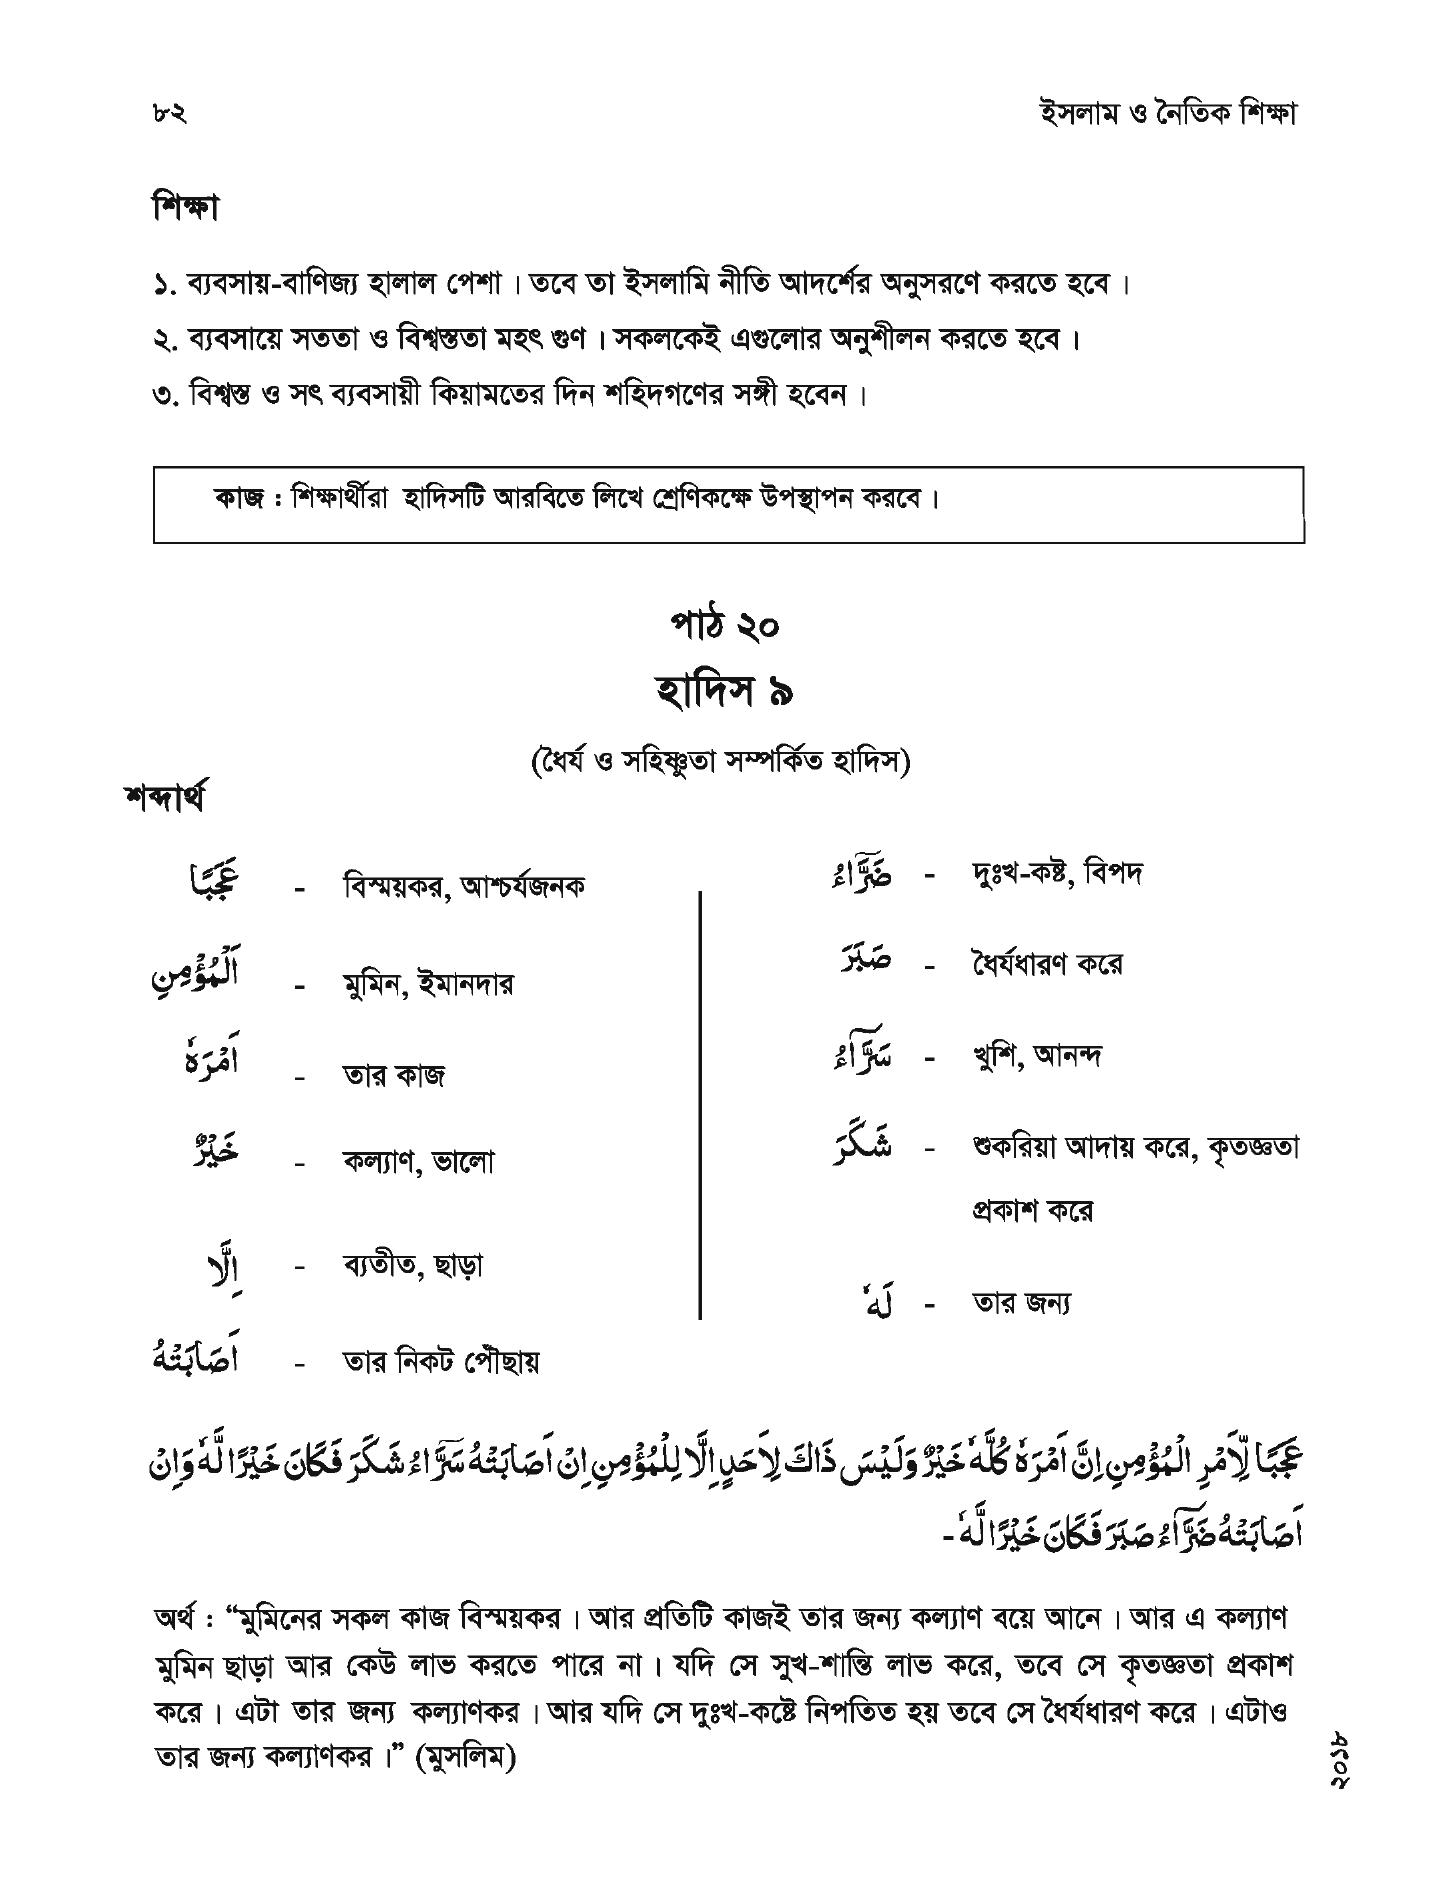 ৮২
ইসলাম ও নৈতিক শিক্ষা
শিক্ষা
১. ব্যবসায়-বাণিজ্য হালাল পেশা। তবে তা ইসলামি নীতি আদর্শের অনুসরণে করতে হবে।
২. ব্যবসায়ে সততা ও বিশ্বস্ততা মহৎ গুণ। সকলকেই এগুলোর অনুশীলন করতে হবে।
৩. বিশ্বস্ত ও সৎ ব্যবসায়ী কিয়ামতের দিন শহিদগণের সঙ্গী হবেন।
কাজ : শিক্ষার্থীরা হাদিসটি আরবিতে লিখে শ্রেণিকক্ষে উপস্থাপন করবে।
পাঠ ২০
হাদিস ৯
(ধৈর্য ও সহিষ্ণুতা সম্পর্কিত হাদিস)
শব্দার্থ
عَجَبًا - বিস্ময়কর, আশ্চর্যজনক
اَلْمُؤْمِنِ - মুমিন, ইমানদার
اَمْرَهٗ - তার কাজ
خَيْرٌ - কল্যাণ, ভালো
اِلَّا - ব্যতীত, ছাড়া
اَصَابَتْهُ - তার নিকট পৌঁছায়
ضَرَّآءُ - দুঃখ-কষ্ট, বিপদ
صَبَرَ - ধৈর্যধারণ করে
سَرَّآءُ - খুশি, আনন্দ
شَكَرَ - শুকরিয়া আদায় করে, কৃতজ্ঞতা
প্রকাশ করে
لَهٗ - তার জন্য
عَجَبًا لِّاَمْرِ الْمُؤْمِنِ اِنَّ اَمْرَهٗ كُلَّهٗ خَيْرٌ وَلَيْسَ ذَاكَ لِاَحَدٍ اِلَّا لِلْمُؤْمِنِ اِنْ اَصَابَتْهُ سَرَّآءُ شَكَرَ فَكَانَ خَيْرًا لَّهٗ وَاِنْ
اَصَابَتْهُ ضَرَّآءُ صَبَرَ فَكَانَ خَيْرًا لَّهٗ -
অর্থ : “মুমিনের সকল কাজ বিস্ময়কর। আর প্রতিটি কাজই তার জন্য কল্যাণ বয়ে আনে। আর এ কল্যাণ
মুমিন ছাড়া আর কেউ লাভ করতে পারে না। যদি সে সুখ-শান্তি লাভ করে, তবে সে কৃতজ্ঞতা প্রকাশ
করে। এটা তার জন্য কল্যাণকর। আর যদি সে দুঃখ-কষ্টে নিপতিত হয় তবে সে ধৈর্যধারণ করে। এটাও
তার জন্য কল্যাণকর।” (মুসলিম)
২০১৮